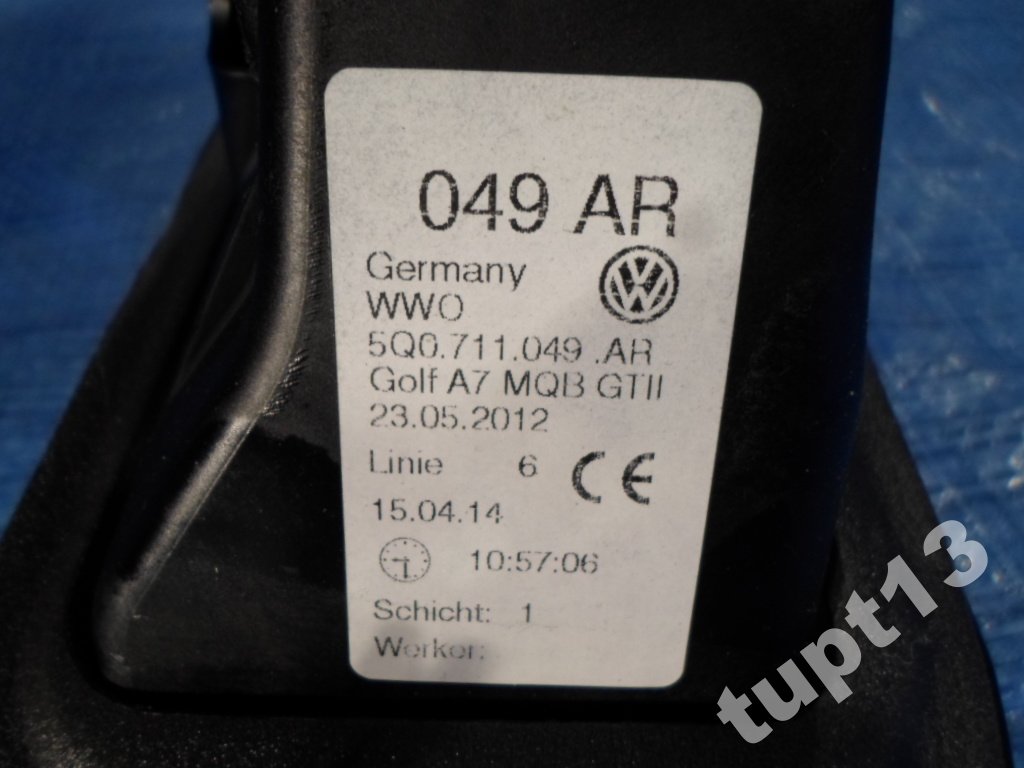 049 AR
Germany
WWO
5Q0.711.049 .AR
Golf A7 MQB GTII
23.05.2012
Linie 6 CE
15.04.14
10:57:06
Schicht: 1
Werker:
tupt13